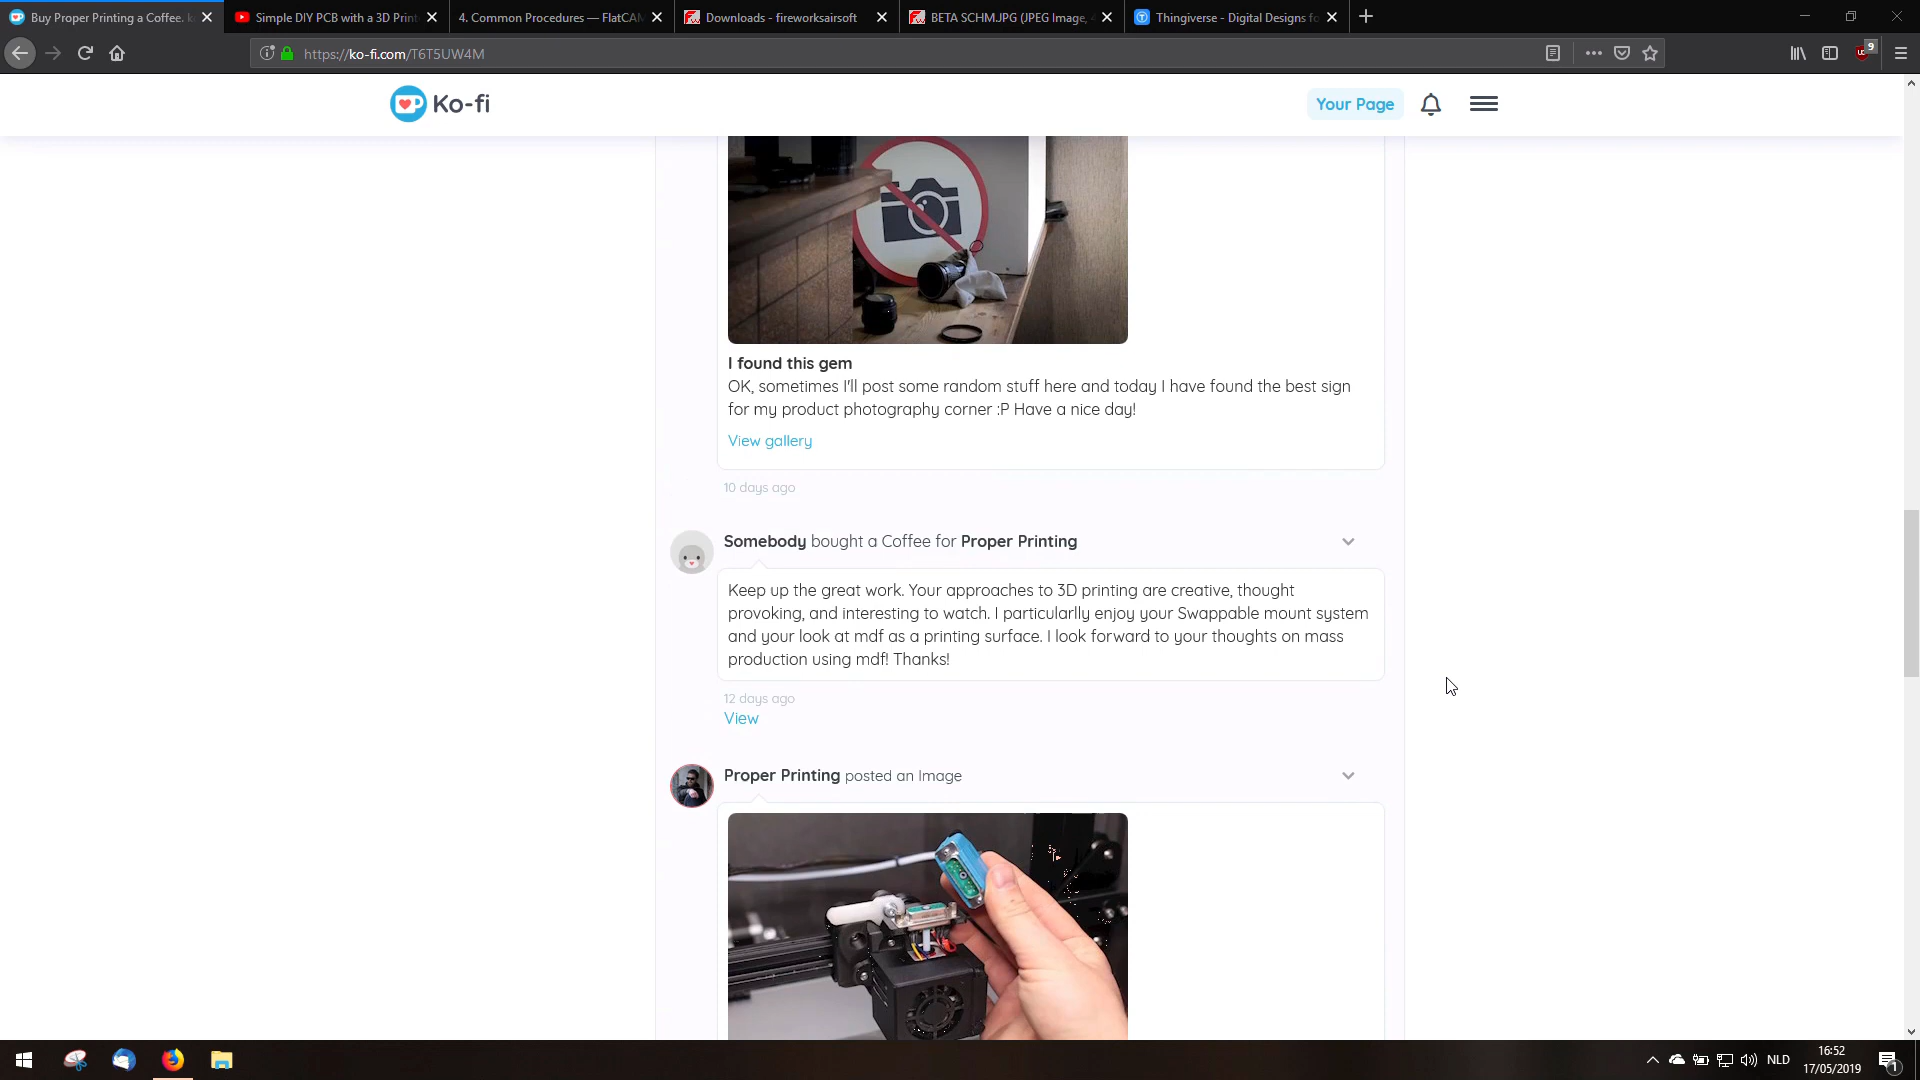 Buy Proper Printing a Coffee. k
Simple DIY PCB with a 3D Print
4. Common Procedures — FlatCAM
Downloads - fireworksairsoft
BETA SCHM.JPG (JPEG Image,
Thingiverse - Digital Designs fo
https://ko-fi.com/T6T5UW4M
9
Ko-fi
Your Page
I found this gem
OK, sometimes I'll post some random stuff here and today I have found the best sign
for my product photography corner :P Have a nice day!
View gallery
10 days ago
Somebody bought a Coffee for Proper Printing
Keep up the great work. Your approaches to 3D printing are creative, thought
provoking, and interesting to watch. I particularlly enjoy your Swappable mount system
and your look at mdf as a printing surface. I look forward to your thoughts on mass
production using mdf! Thanks!
12 days ago
View
Proper Printing posted an Image
NLD
16:52
17/05/2019
1